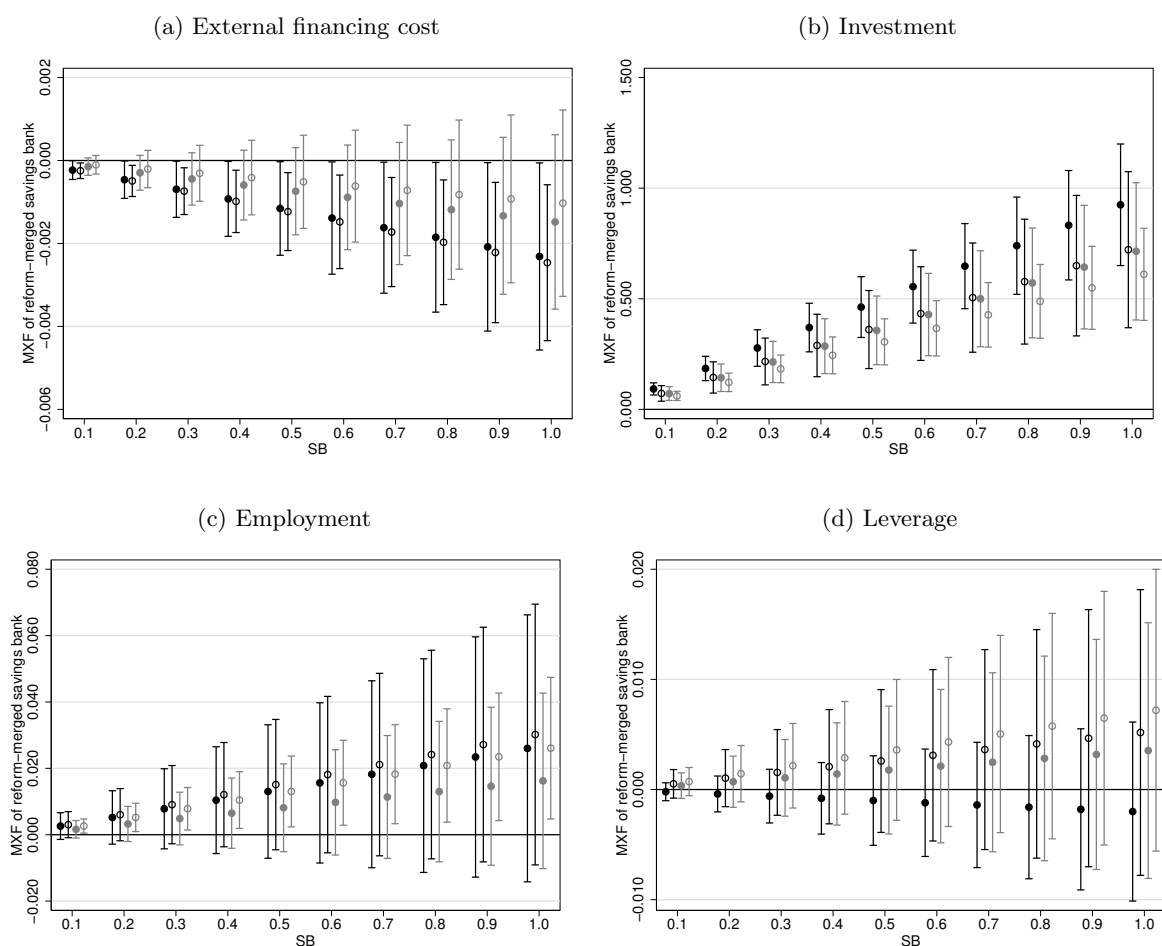 (a) External financing cost
MXF of reform−merged savings bank
0.002
0.000
−0.002
−0.004
−0.006
0.1 0.2 0.3 0.4 0.5 0.6 0.7 0.8 0.9 1.0
SB
(b) Investment
MXF of reform−merged savings bank
1.500
1.000
0.500
0.000
0.1 0.2 0.3 0.4 0.5 0.6 0.7 0.8 0.9 1.0
SB
(c) Employment
MXF of reform−merged savings bank
0.080
0.060
0.040
0.020
0.000
−0.020
0.1 0.2 0.3 0.4 0.5 0.6 0.7 0.8 0.9 1.0
SB
(d) Leverage
MXF of reform−merged savings bank
0.020
0.010
0.000
−0.010
0.1 0.2 0.3 0.4 0.5 0.6 0.7 0.8 0.9 1.0
SB